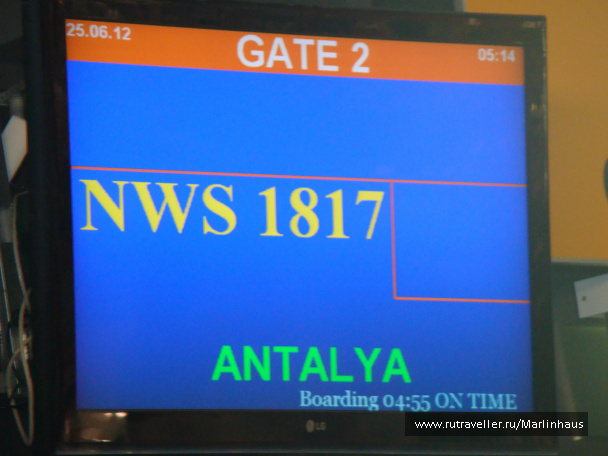 25.06.12
GATE 2
05:14
NWS 1817
ANTALYA
Boarding 04:55 ON TIME
LG
www.rutraveller.ru/Marlinhaus